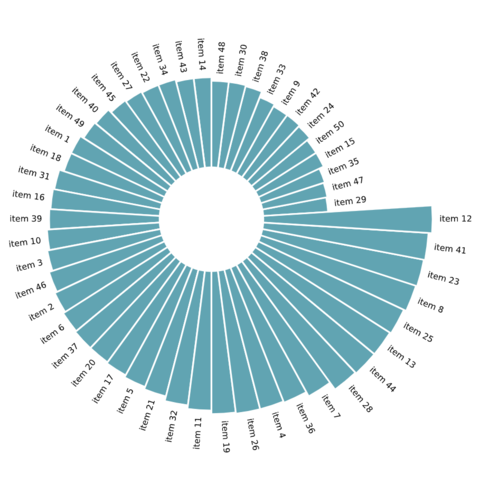 item 48
item 30
item 38
item 33
item 9
item 42
item 24
item 50
item 15
item 35
item 47
item 29
item 12
item 41
item 23
item 8
item 25
item 13
item 44
item 28
item 7
item 36
item 4
item 26
item 19
item 11
item 32
item 21
item 5
item 17
item 20
item 37
item 6
item 2
item 46
item 3
item 10
item 39
item 16
item 31
item 18
item 1
item 49
item 40
item 45
item 27
item 22
item 34
item 43
item 14